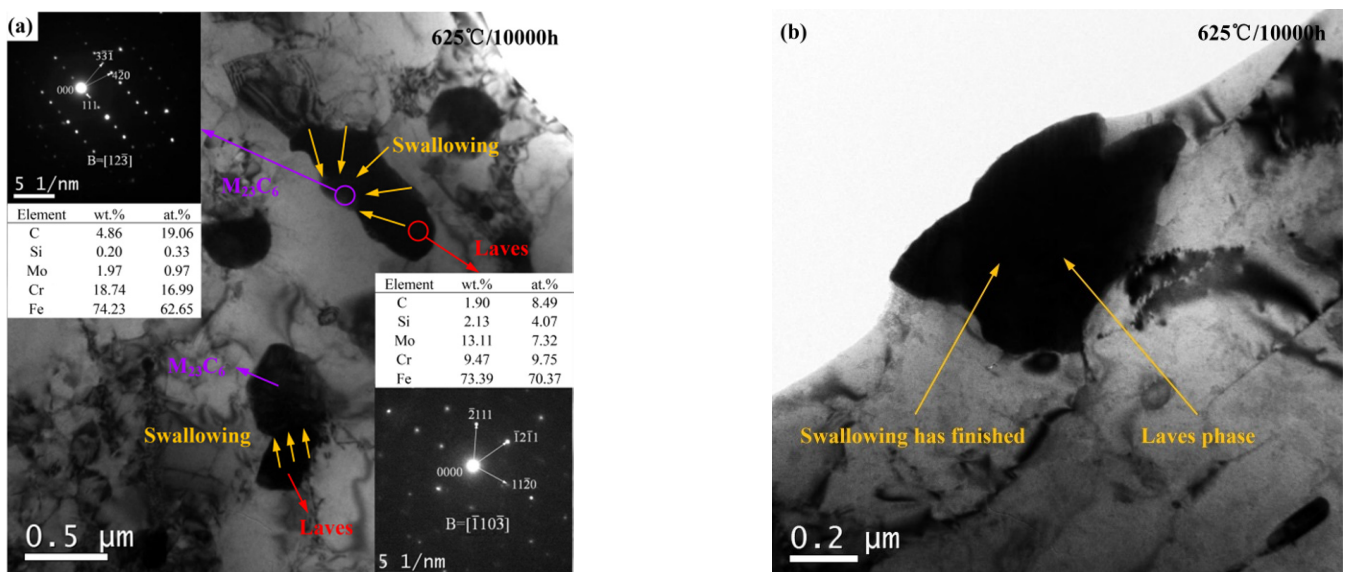 (a)
625℃/10000h
33̅1
42̅0
000
111
B=[123̅]
5 1/nm
Swallowing
M₂₃C₆
Laves
Element wt.% at.%
C 4.86 19.06
Si 0.20 0.33
Mo 1.97 0.97
Cr 18.74 16.99
Fe 74.23 62.65
Element wt.% at.%
C 1.90 8.49
Si 2.13 4.07
Mo 13.11 7.32
Cr 9.47 9.75
Fe 73.39 70.37
M₂₃C₆
Swallowing
Laves
2̅111
1̅21̅1
0000
112̅0
B=[1̅103̅]
5 1/nm
0.5 μm
(b)
625℃/10000h
Swallowing has finished
Laves phase
0.2 μm